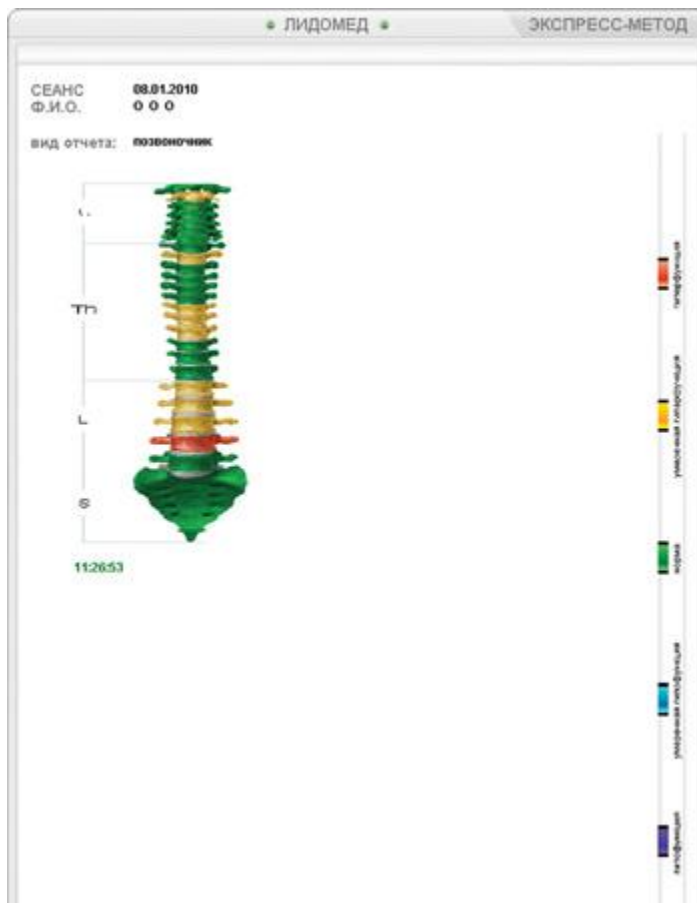 ЛИДОМЕД
ЭКСПРЕСС-МЕТОД
СЕАНС 08.01.2010
Ф.И.О. О О О
вид отчета: позвоночник
Th
L
S
11:26:53
гиперфункция
умеренная гиперфункция
норма
умеренная гипофункция
гипофункция